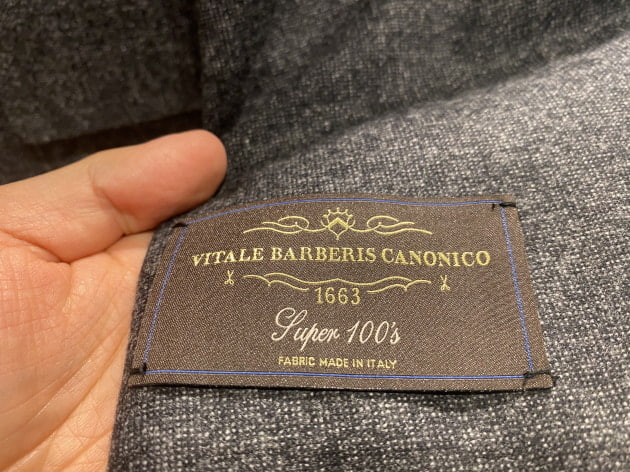 VITALE BARBERIS CANONICO
1663
Super 100's
FABRIC MADE IN ITALY